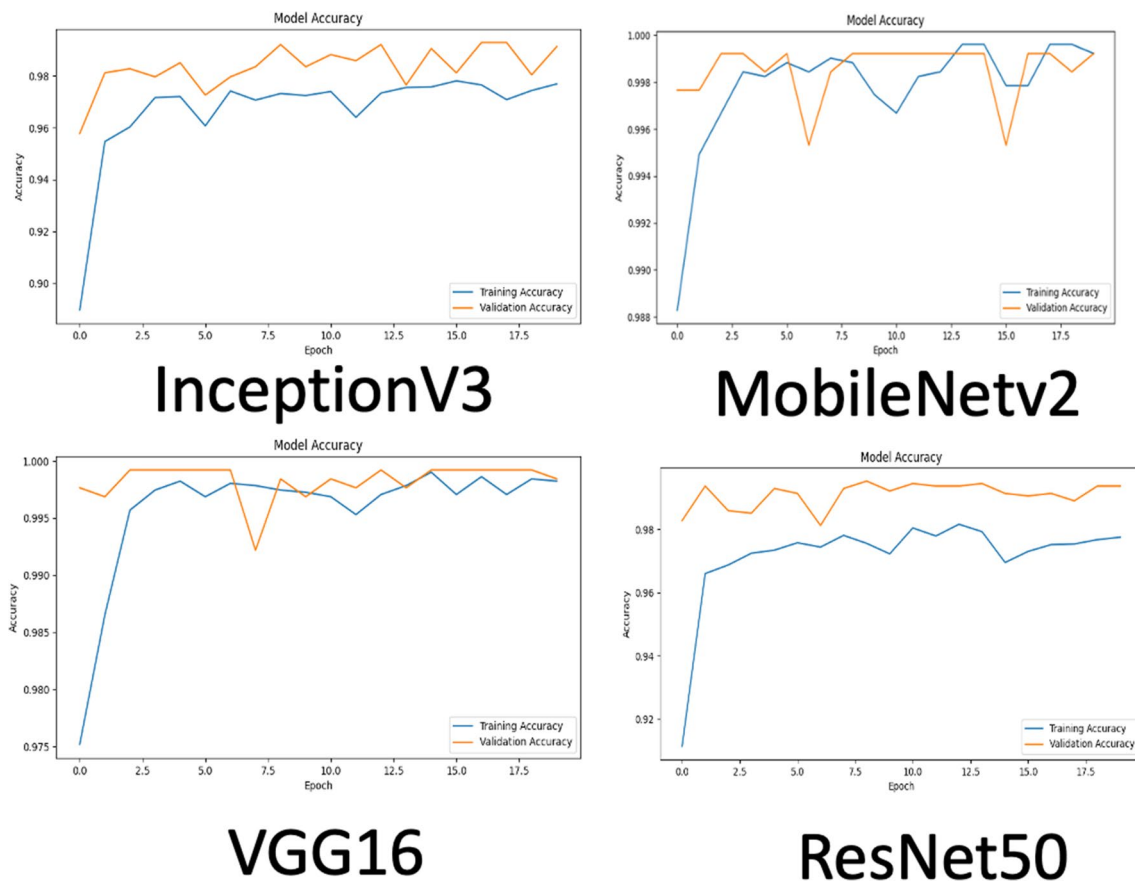 Model Accuracy
0.98
0.96
0.94
0.92
0.90
Accuracy
Training Accuracy
Validation Accuracy
0.0 2.5 5.0 7.5 10.0 12.5 15.0 17.5
Epoch
InceptionV3
Model Accuracy
1.000
0.998
0.996
0.994
0.992
0.990
0.988
Accuracy
Training Accuracy
Validation Accuracy
0.0 2.5 5.0 7.5 10.0 12.5 15.0 17.5
Epoch
MobileNetv2
Model Accuracy
1.000
0.995
0.990
0.985
0.980
0.975
Accuracy
Training Accuracy
Validation Accuracy
0.0 2.5 5.0 7.5 10.0 12.5 15.0 17.5
Epoch
VGG16
Model Accuracy
0.98
0.96
0.94
0.92
Accuracy
Training Accuracy
Validation Accuracy
0.0 2.5 5.0 7.5 10.0 12.5 15.0 17.5
Epoch
ResNet50